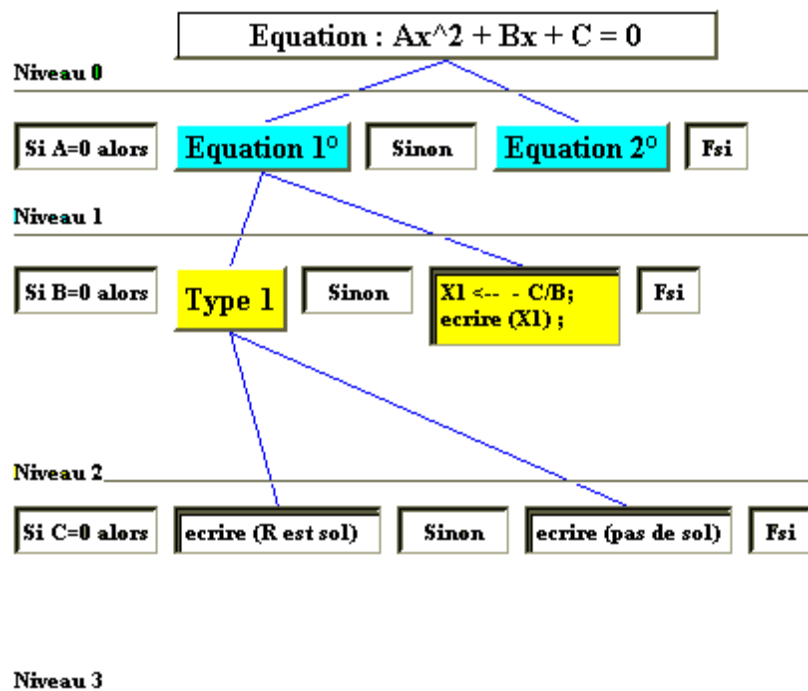 Equation : Ax^2 + Bx + C = 0
Niveau 0
Si A=0 alors Equation 1° Sinon Equation 2° Fsi
Niveau 1
Si B=0 alors Type 1 Sinon X1 <-- - C/B; Fsi
ecrire (X1) ;
Niveau 2
Si C=0 alors ecrire (R est sol) Sinon ecrire (pas de sol) Fsi
Niveau 3